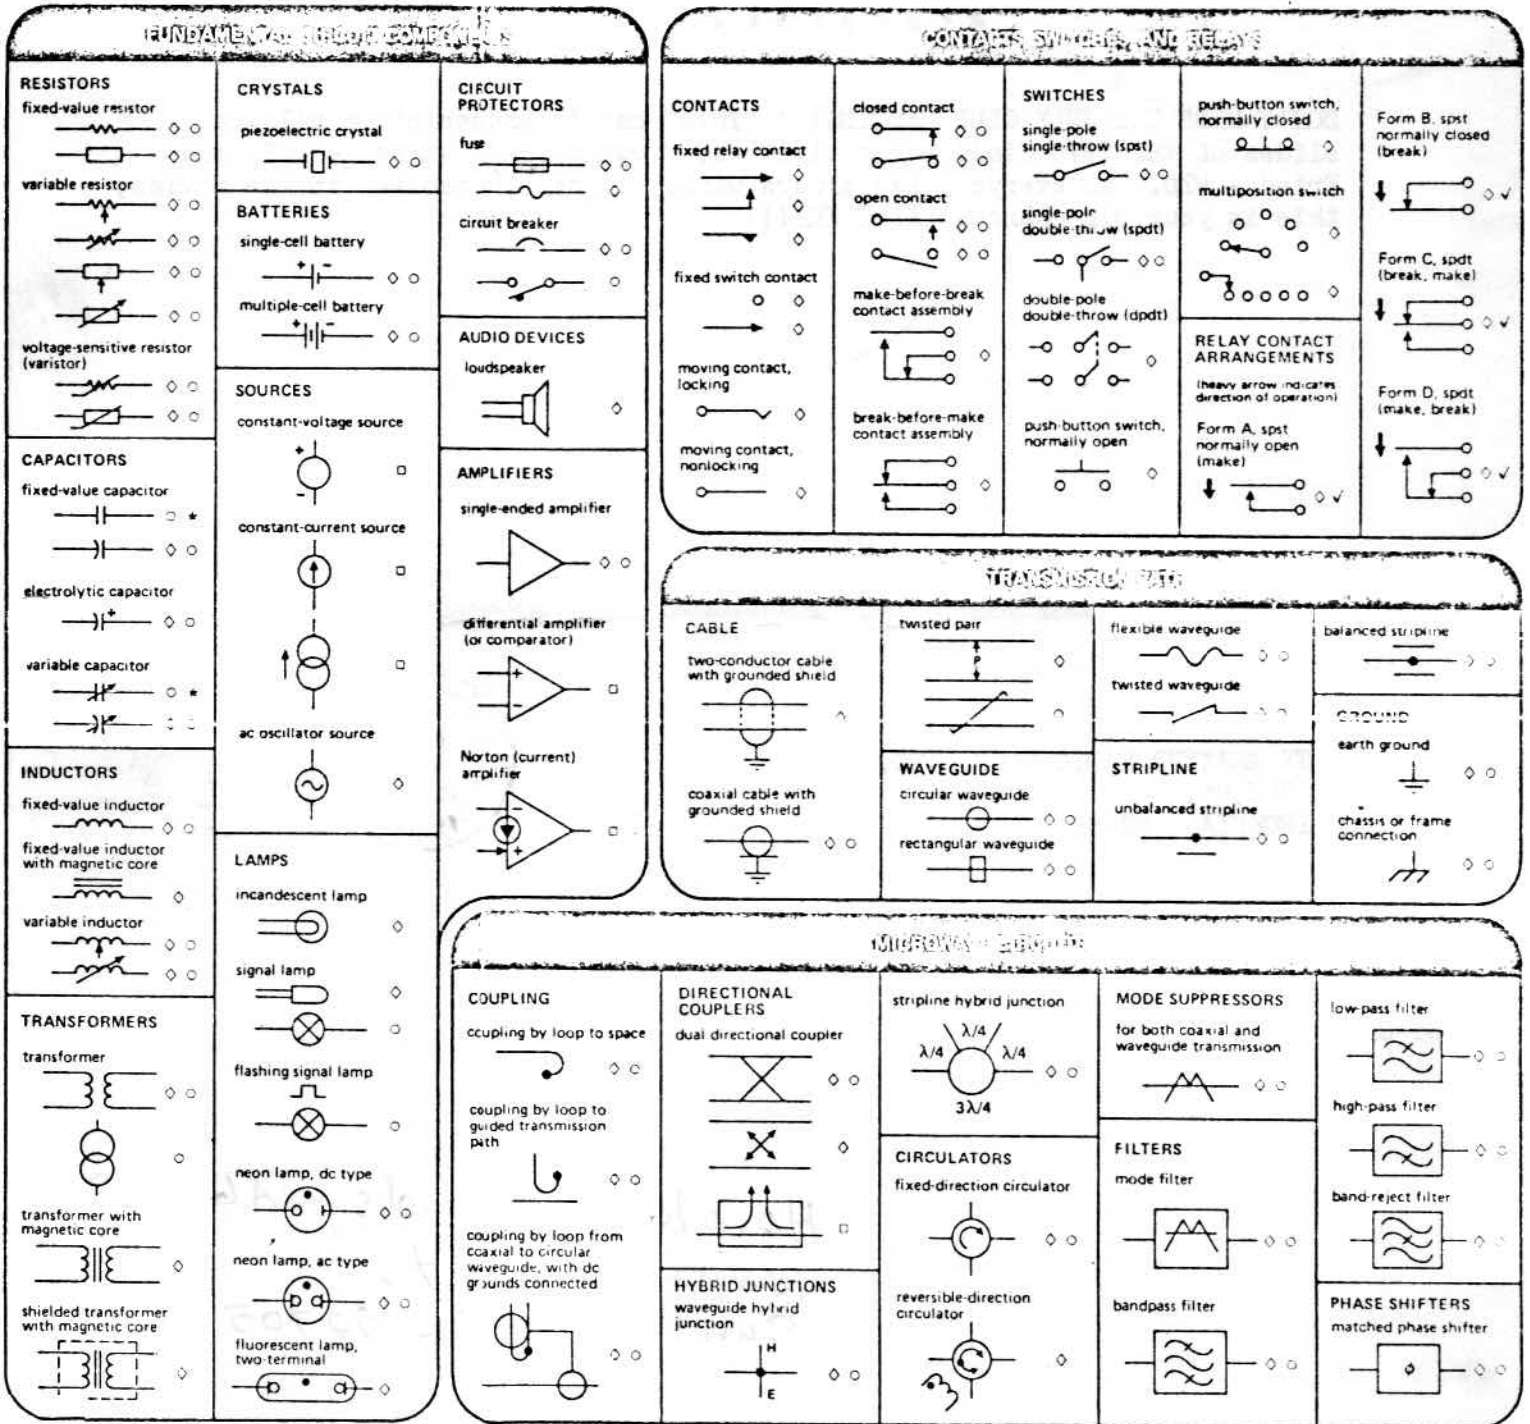 FUNDAMENTAL CIRCUIT COMPONENTS
RESISTORS
fixed-value resistor
variable resistor
voltage-sensitive resistor
(varistor)
CAPACITORS
fixed-value capacitor
electrolytic capacitor
+
variable capacitor
INDUCTORS
fixed-value inductor
fixed-value inductor
with magnetic core
variable inductor
TRANSFORMERS
transformer
transformer with
magnetic core
shielded transformer
with magnetic core
CRYSTALS
piezoelectric crystal
BATTERIES
single-cell battery
+ -
multiple-cell battery
+ -
SOURCES
constant-voltage source
+
-
constant-current source
ac oscillator source
LAMPS
incandescent lamp
signal lamp
flashing signal lamp
neon lamp, dc type
neon lamp, ac type
fluorescent lamp,
two-terminal
CIRCUIT
PROTECTORS
fuse
circuit breaker
AUDIO DEVICES
loudspeaker
AMPLIFIERS
single-ended amplifier
differential amplifier
(or comparator)
+
-
Norton (current)
amplifier
-
+
CONTACTS, SWITCHES, AND RELAYS
CONTACTS
fixed relay contact
fixed switch contact
moving contact,
locking
moving contact,
nonlocking
closed contact
open contact
make-before-break
contact assembly
break-before-make
contact assembly
SWITCHES
single-pole
single-throw (spst)
single-pole
double-throw (spdt)
double-pole
double-throw (dpdt)
push-button switch,
normally open
push-button switch,
normally closed
multiposition switch
RELAY CONTACT
ARRANGEMENTS
(heavy arrow indicates
direction of operation)
Form A, spst
normally open
(make)
Form B, spst
normally closed
(break)
Form C, spdt
(break, make)
Form D, spdt
(make, break)
TRANSMISSION PATH
CABLE
two-conductor cable
with grounded shield
coaxial cable with
grounded shield
twisted pair
P
WAVEGUIDE
circular waveguide
rectangular waveguide
flexible waveguide
twisted waveguide
STRIPLINE
unbalanced stripline
balanced stripline
GROUND
earth ground
chassis or frame
connection
MICROWAVE CIRCUITS
COUPLING
coupling by loop to space
coupling by loop to
guided transmission
path
coupling by loop from
coaxial to circular
waveguide, with dc
grounds connected
DIRECTIONAL
COUPLERS
dual directional coupler
HYBRID JUNCTIONS
waveguide hybrid
junction
H
E
stripline hybrid junction
λ/4
λ/4 λ/4
3λ/4
CIRCULATORS
fixed-direction circulator
reversible-direction
circulator
MODE SUPPRESSORS
for both coaxial and
waveguide transmission
FILTERS
mode filter
bandpass filter
low-pass filter
high-pass filter
band-reject filter
PHASE SHIFTERS
matched phase shifter
ϕ